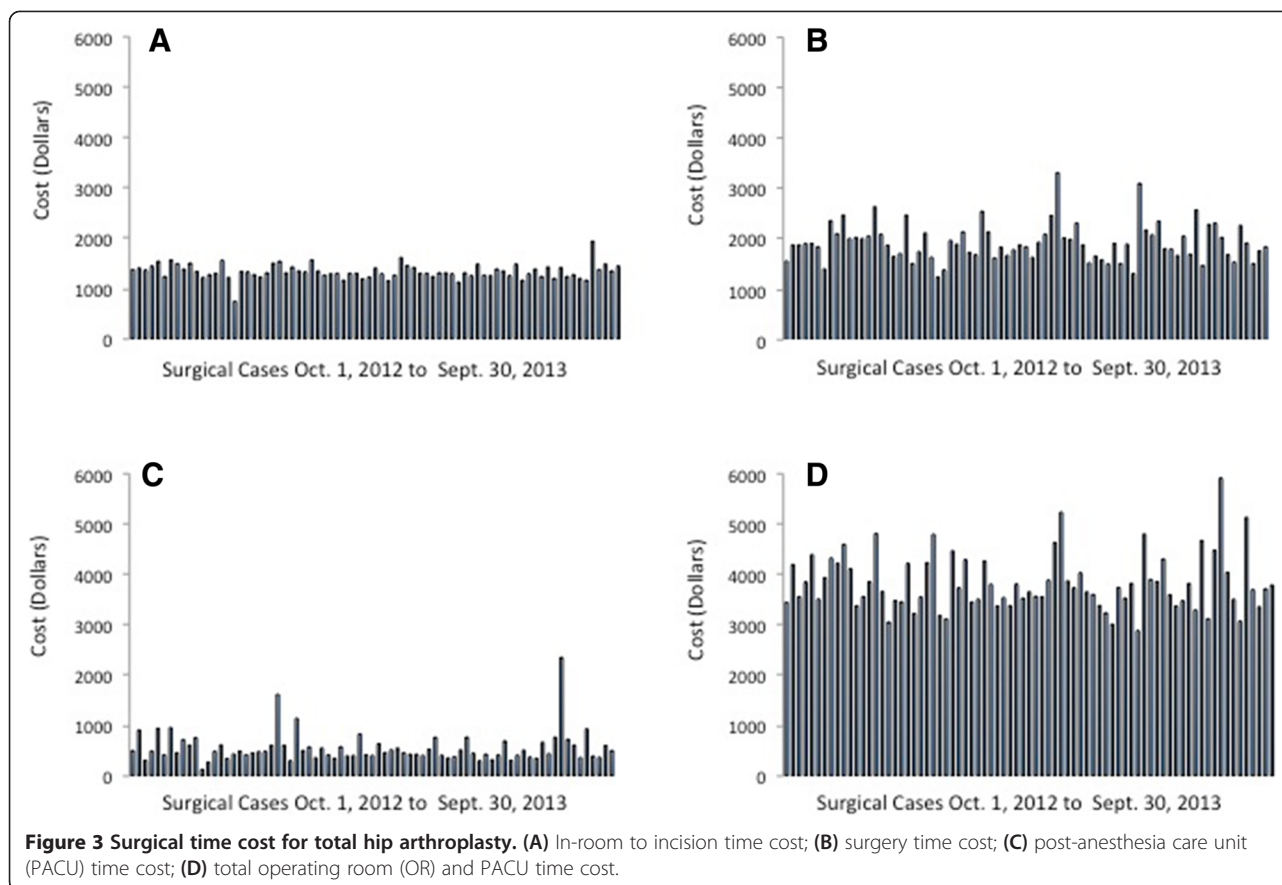 A
6000
5000
4000
3000
2000
1000
0
Cost (Dollars)
Surgical Cases Oct. 1, 2012 to Sept. 30, 2013
B
6000
5000
4000
3000
2000
1000
0
Cost (Dollars)
Surgical Cases Oct. 1, 2012 to Sept. 30, 2013
C
6000
5000
4000
3000
2000
1000
0
Cost (Dollars)
Surgical Cases Oct. 1, 2012 to Sept. 30, 2013
D
6000
5000
4000
3000
2000
1000
0
Cost (Dollars)
Surgical Cases Oct. 1, 2012 to Sept. 30, 2013
Figure 3 Surgical time cost for total hip arthroplasty. (A) In-room to incision time cost; (B) surgery time cost; (C) post-anesthesia care unit
(PACU) time cost; (D) total operating room (OR) and PACU time cost.